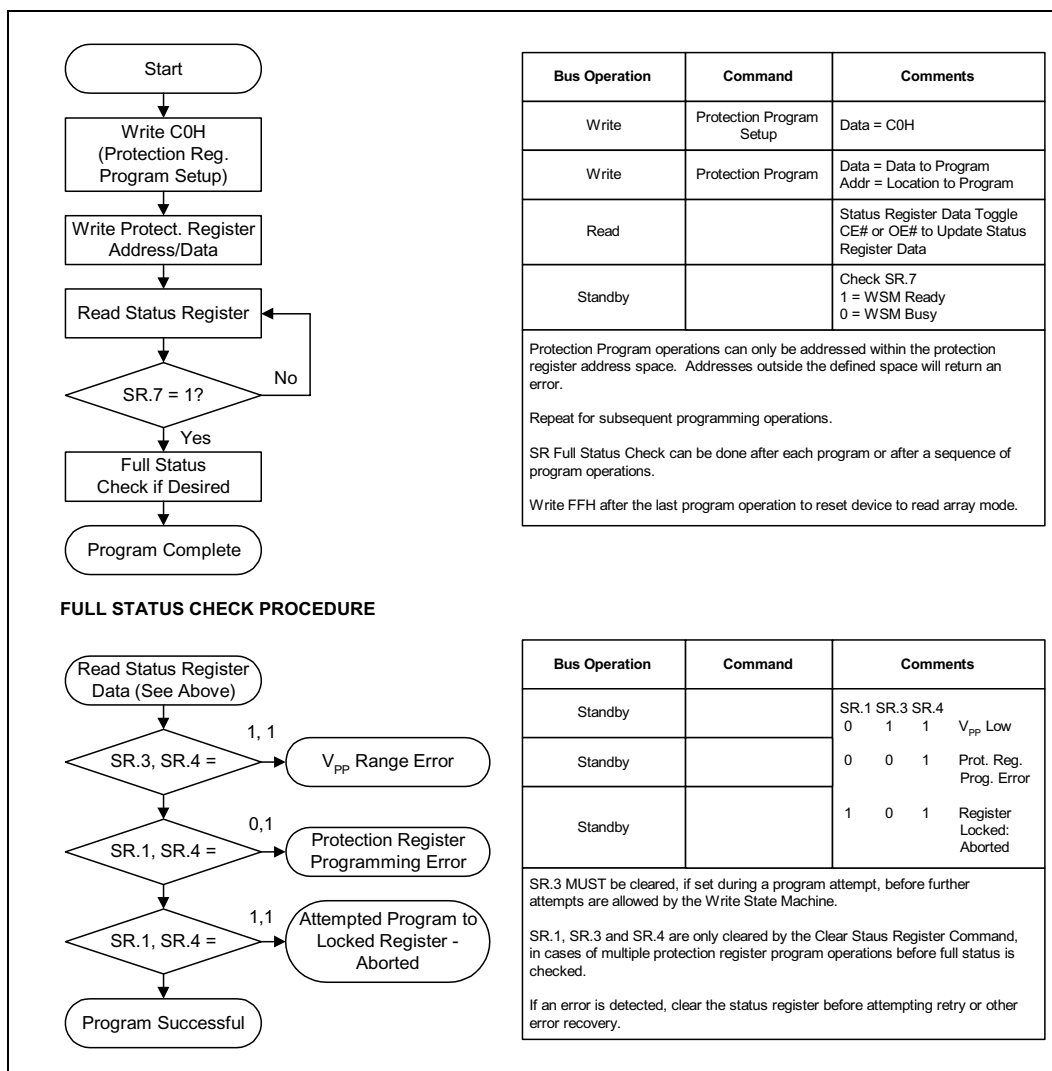 Start
Write C0H
(Protection Reg.
Program Setup)
Write Protect. Register
Address/Data
Read Status Register
No
SR.7 = 1?
Yes
Full Status
Check if Desired
Program Complete
Bus Operation Command Comments
Write Protection Program
Setup Data = C0H
Write Protection Program Data = Data to Program
Addr = Location to Program
Read Status Register Data Toggle
CE# or OE# to Update Status
Register Data
Standby Check SR.7
1 = WSM Ready
0 = WSM Busy
Protection Program operations can only be addressed within the protection
register address space. Addresses outside the defined space will return an
error.
Repeat for subsequent programming operations.
SR Full Status Check can be done after each program or after a sequence of
program operations.
Write FFH after the last program operation to reset device to read array mode.
FULL STATUS CHECK PROCEDURE
Read Status Register
Data (See Above)
1, 1
SR.3, SR.4 =
VPP Range Error
0,1
SR.1, SR.4 =
Protection Register
Programming Error
1,1
SR.1, SR.4 =
Attempted Program to
Locked Register -
Aborted
Program Successful
Bus Operation Command Comments
Standby SR.1 SR.3 SR.4
0 1 1 VPP Low
Standby 0 0 1 Prot. Reg.
Prog. Error
Standby 1 0 1 Register
Locked:
Aborted
SR.3 MUST be cleared, if set during a program attempt, before further
attempts are allowed by the Write State Machine.
SR.1, SR.3 and SR.4 are only cleared by the Clear Staus Register Command,
in cases of multiple protection register program operations before full status is
checked.
If an error is detected, clear the status register before attempting retry or other
error recovery.